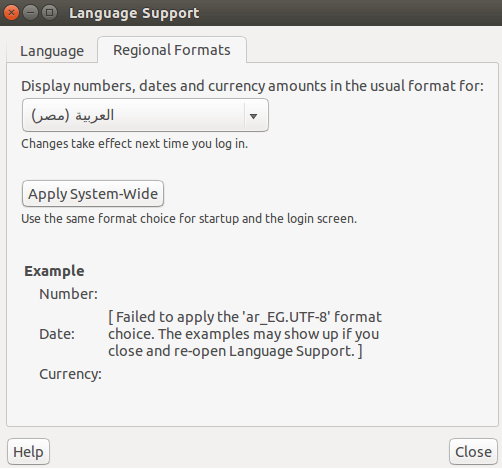 Language Support
Language
Regional Formats
Display numbers, dates and currency amounts in the usual format for:
العربية (مصر)
Changes take effect next time you log in.
Apply System-Wide
Use the same format choice for startup and the login screen.
Example
Number:
Date:
[ Failed to apply the 'ar_EG.UTF-8' format
choice. The examples may show up if you
close and re-open Language Support. ]
Currency:
Help
Close